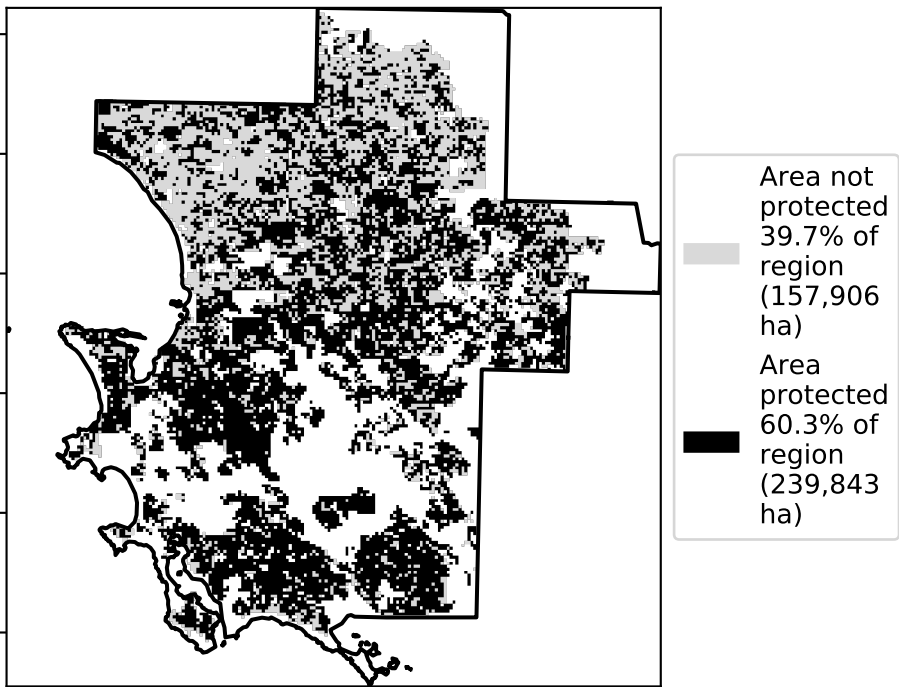 Area not
protected
39.7% of
region
(157,906
ha)
Area
protected
60.3% of
region
(239,843
ha)